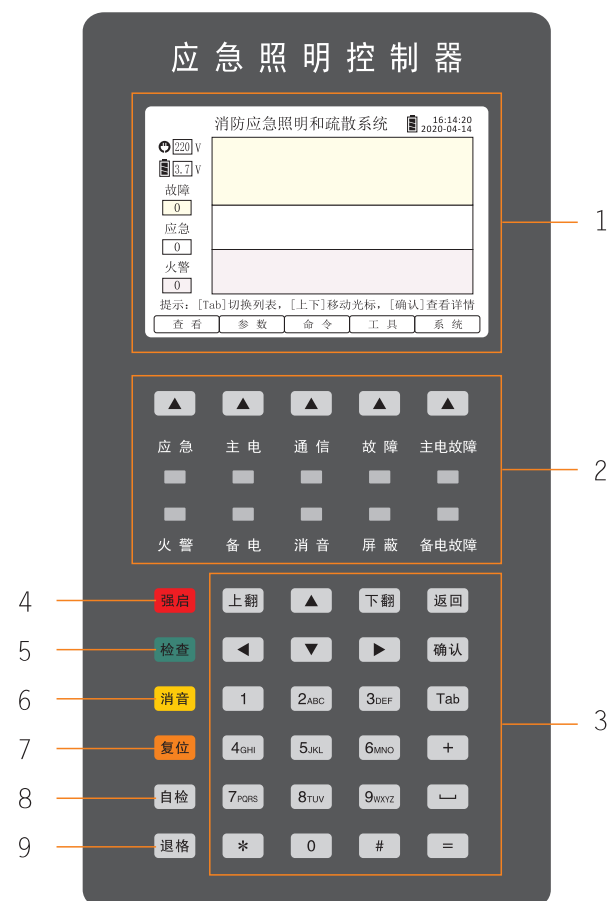 应急照明控制器
消防应急照明和疏散系统 16:14:20
2020-04-14
220 V
3.7 V
故障
0
应急
0
火警
0
提示：[Tab]切换列表，[上下]移动光标，[确认]查看详情
查看 参数 命令 工具 系统
1
应急 主电 通信 故障 主电故障
火警 备电 消音 屏蔽 备电故障
2
4 强启 上翻 ▲ 下翻 返回
5 检查 ◀ ▼ ▶ 确认
6 消音 1 2ABC 3DEF Tab
3
7 复位 4GHI 5JKL 6MNO +
8 自检 7PQRS 8TUV 9WXYZ ⎵
9 退格 * 0 # =